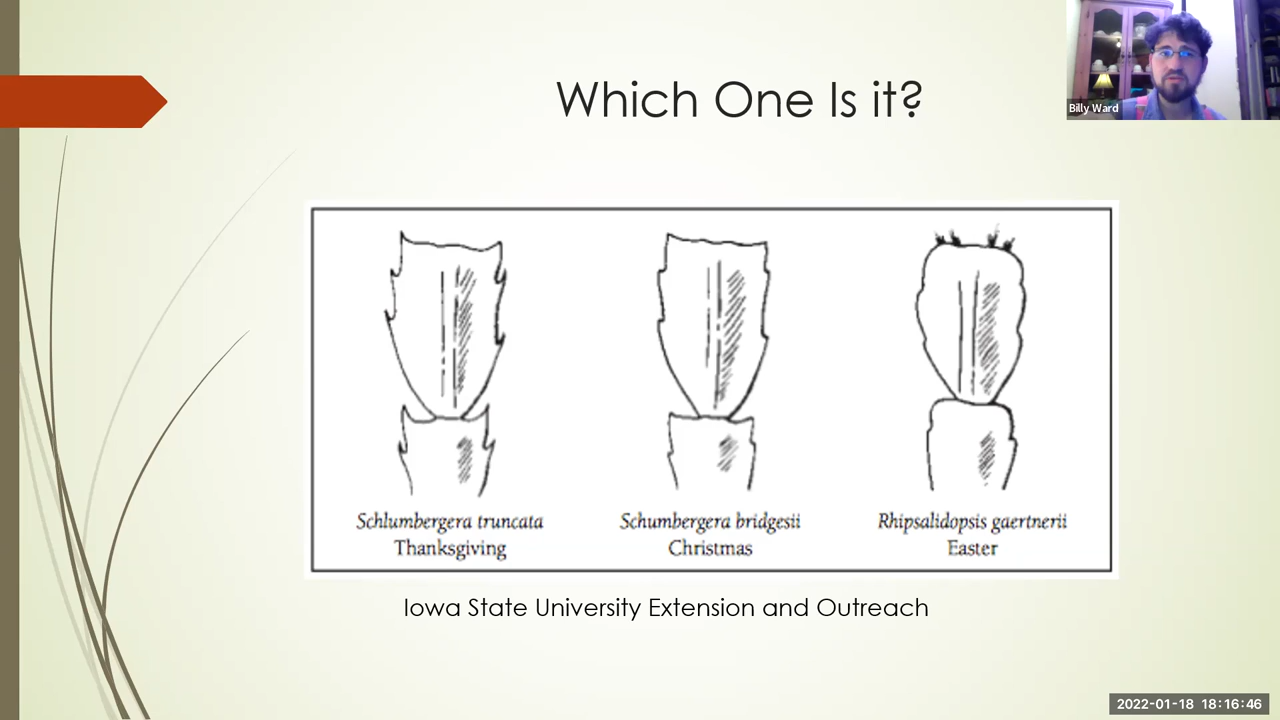 Which One Is it?
Billy Ward
Schlumbergera truncata
Thanksgiving
Schumbergera bridgesii
Christmas
Rhipsalidopsis gaertnerii
Easter
Iowa State University Extension and Outreach
2022-01-18 18:16:46